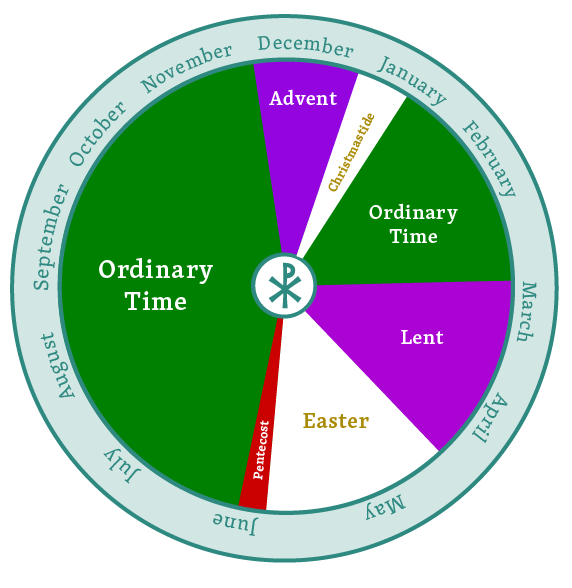 December
January
February
March
April
May
June
July
August
September
October
November
Advent
Christmastide
Ordinary
Time
Lent
Easter
Pentecost
Ordinary
Time